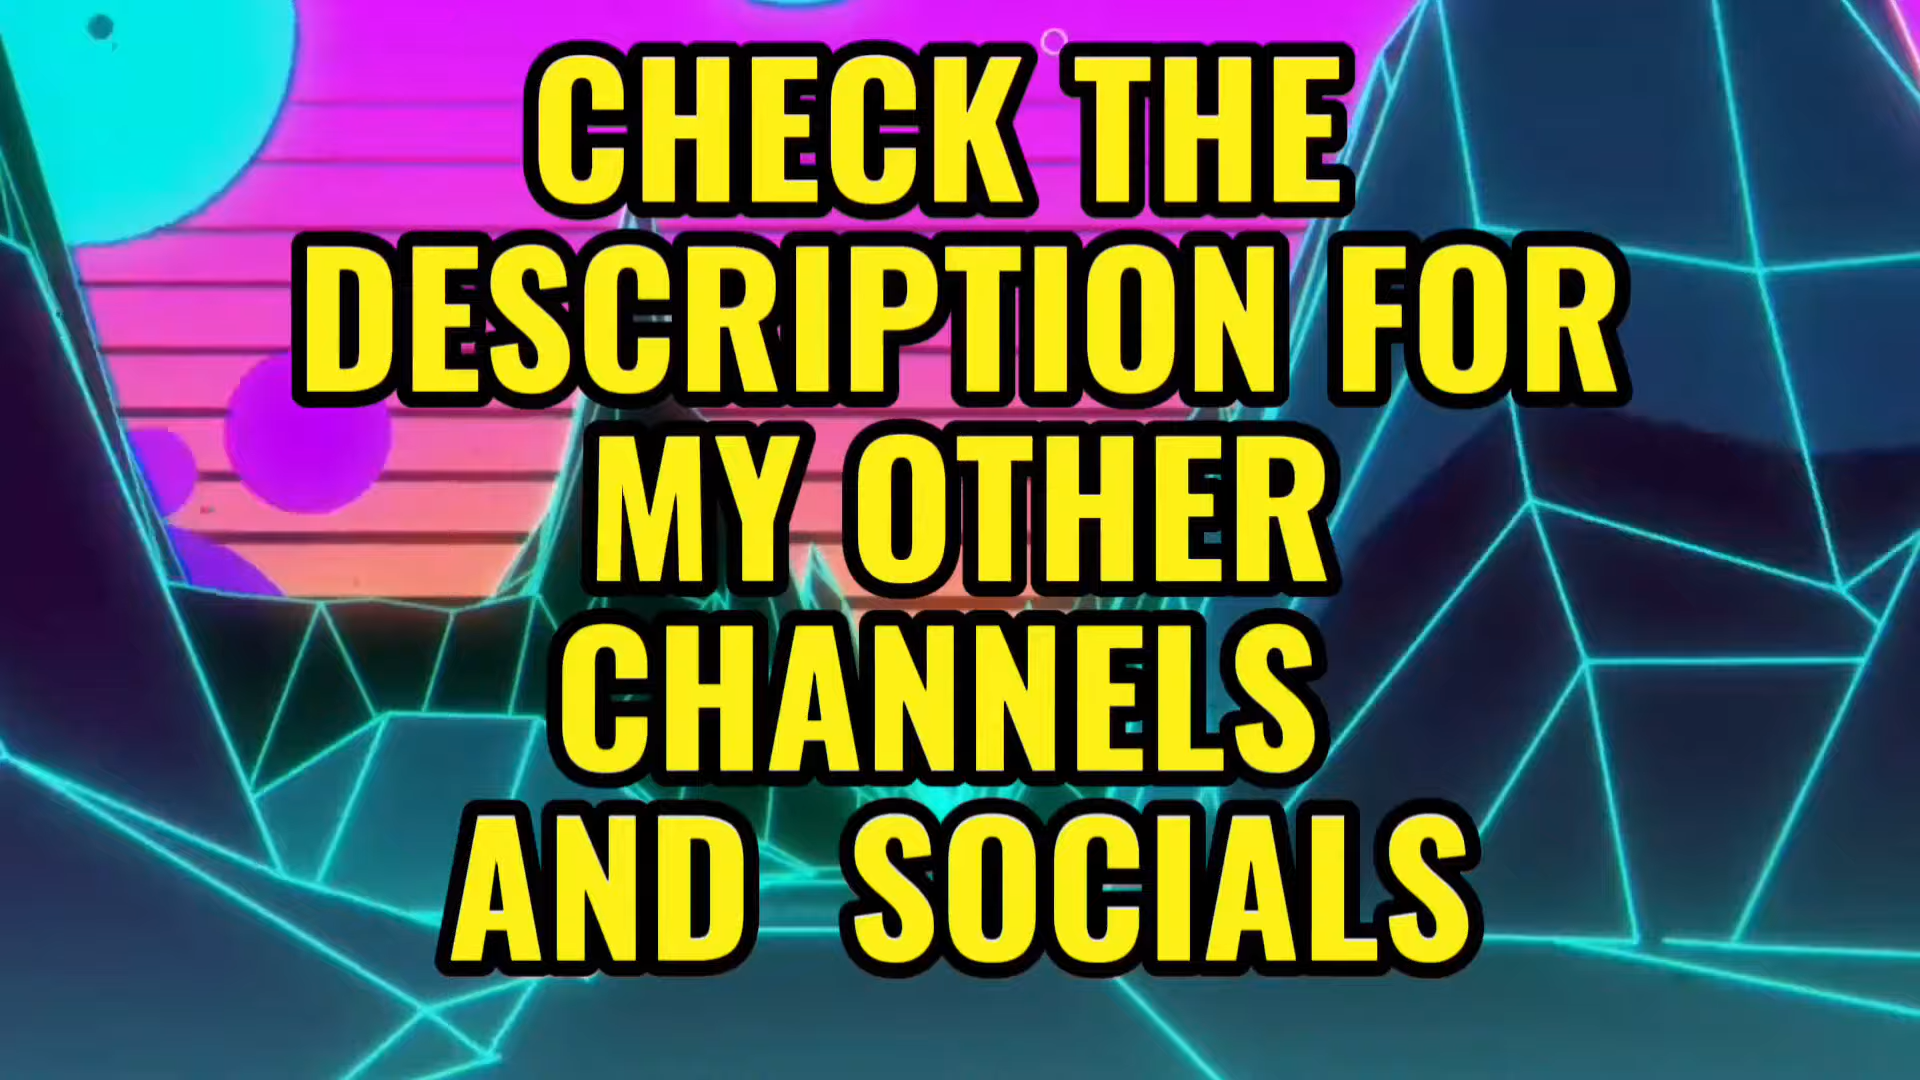 CHECK THE
DESCRIPTION FOR
MY OTHER
CHANNELS
AND SOCIALS